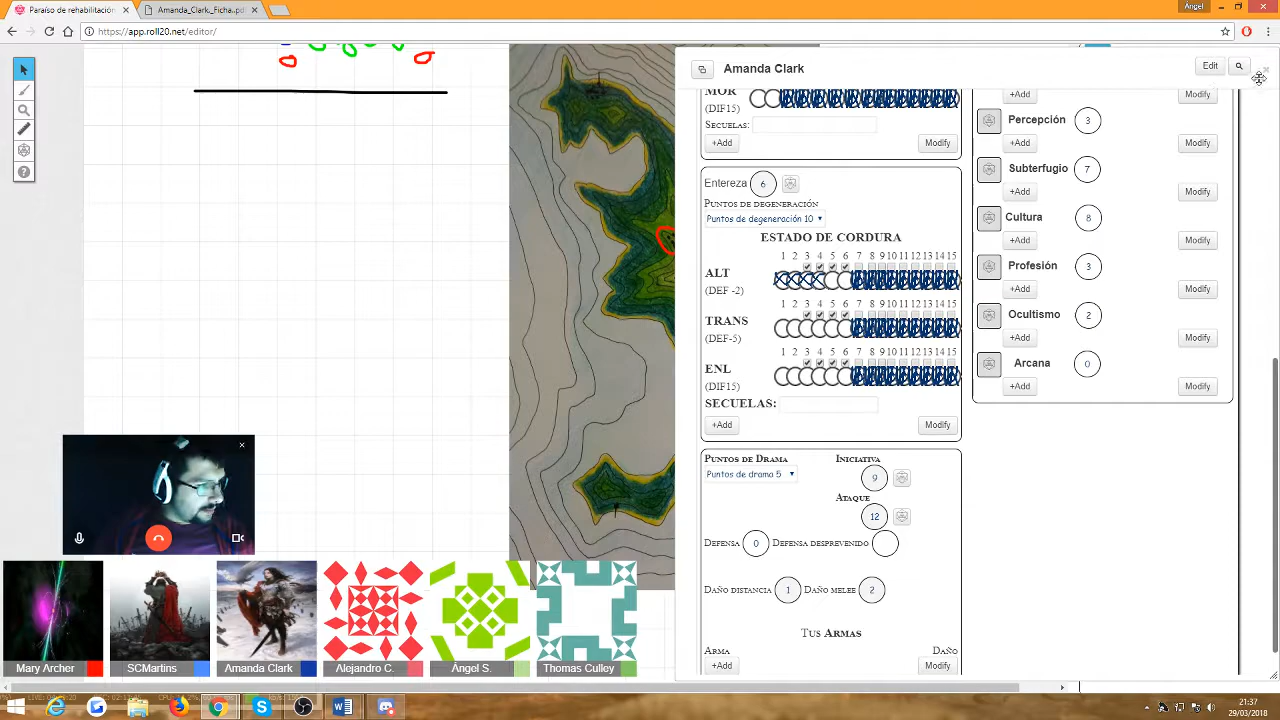 Paraíso de rehabilitación
Amanda_Clark_Ficha.pdf
Angel
https://app.roll20.net/editor/
Amanda Clark
Edit
MOR
(DIF15)
Secuelas:
+Add
Modify
Entereza 6
Puntos de degeneración
Puntos de degeneración 10
ESTADO DE CORDURA
1 2 3 4 5 6 7 8 9 10 11 12 13 14 15
ALT
(DEF -2)
1 2 3 4 5 6 7 8 9 10 11 12 13 14 15
TRANS
(DEF-5)
1 2 3 4 5 6 7 8 9 10 11 12 13 14 15
ENL
(DIF15)
SECUELAS:
+Add
Modify
Puntos de Drama
Iniciativa
Puntos de drama 5
9
Ataque
12
Defensa 0 Defensa desprevenido
Daño distancia 1 Daño melee 2
Tus Armas
Arma
Daño
+Add
Modify
+Add
Modify
Percepción 3
+Add
Modify
Subterfugio 7
+Add
Modify
Cultura 8
+Add
Modify
Profesión 3
+Add
Modify
Ocultismo 2
+Add
Modify
Arcana 0
+Add
Modify
Mary Archer
SCMartins
Amanda Clark
Alejandro C.
Ángel S.
Thomas Culley
21:37
29/03/2018